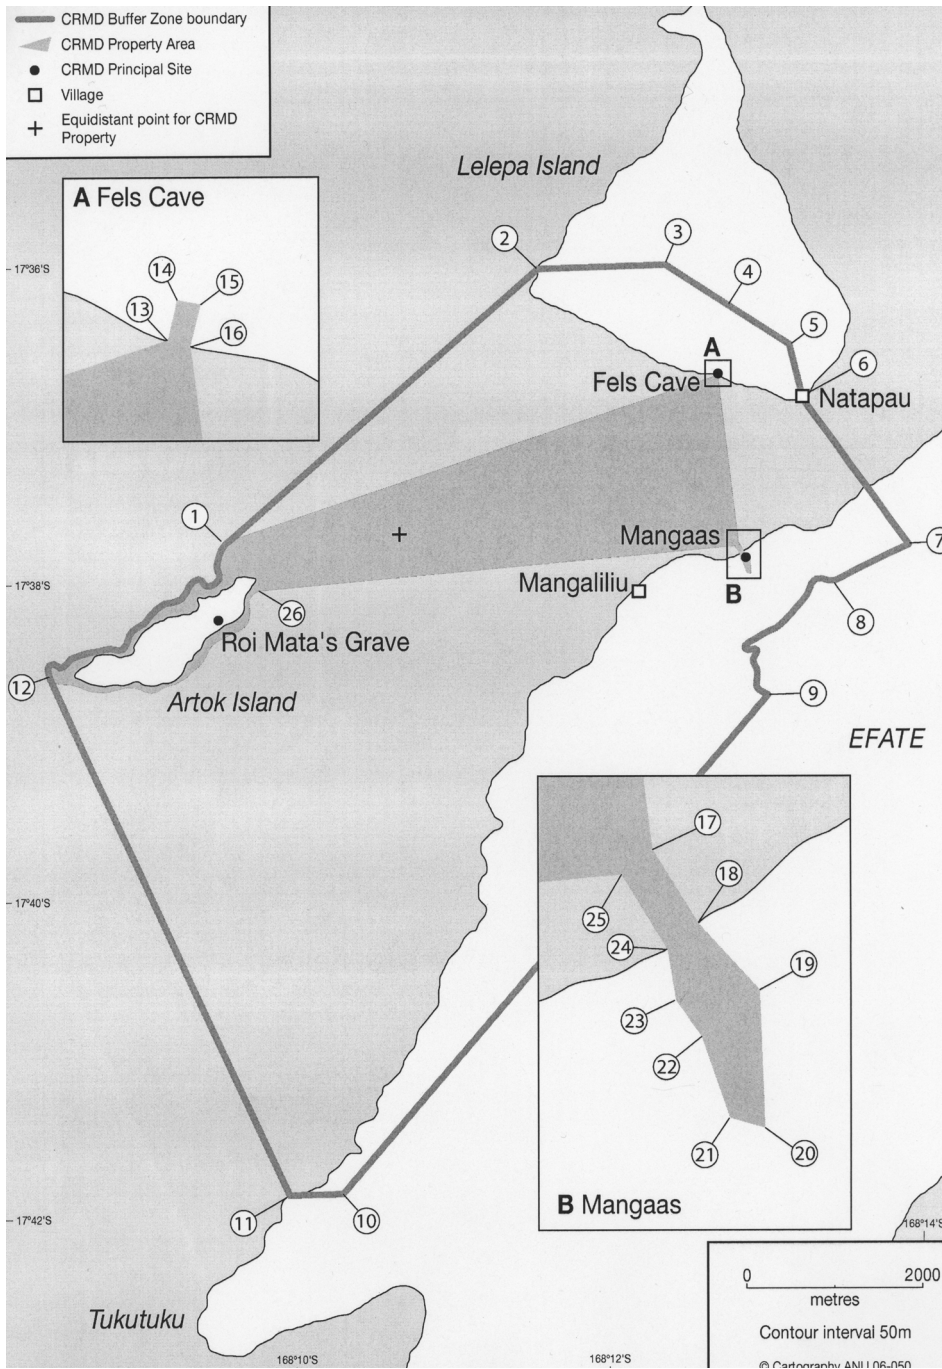 CRMD Buffer Zone boundary
CRMD Property Area
CRMD Principal Site
Village
Equidistant point for CRMD
Property
Lelepa Island
A Fels Cave
14
15
13
16
2
3
4
5
6
17°36'S
A
Fels Cave
Natapau
1
Mangaas
7
17°38'S
Mangaliliu
B
8
26
Roi Mata's Grave
12
9
Artok Island
EFATE
17
18
17°40'S
25
24
19
23
22
21
20
B Mangaas
11
10
17°42'S
168°14'S
0
2000
metres
Tukutuku
Contour interval 50m
168°10'S
168°12'S
© Cartography ANU 06-050